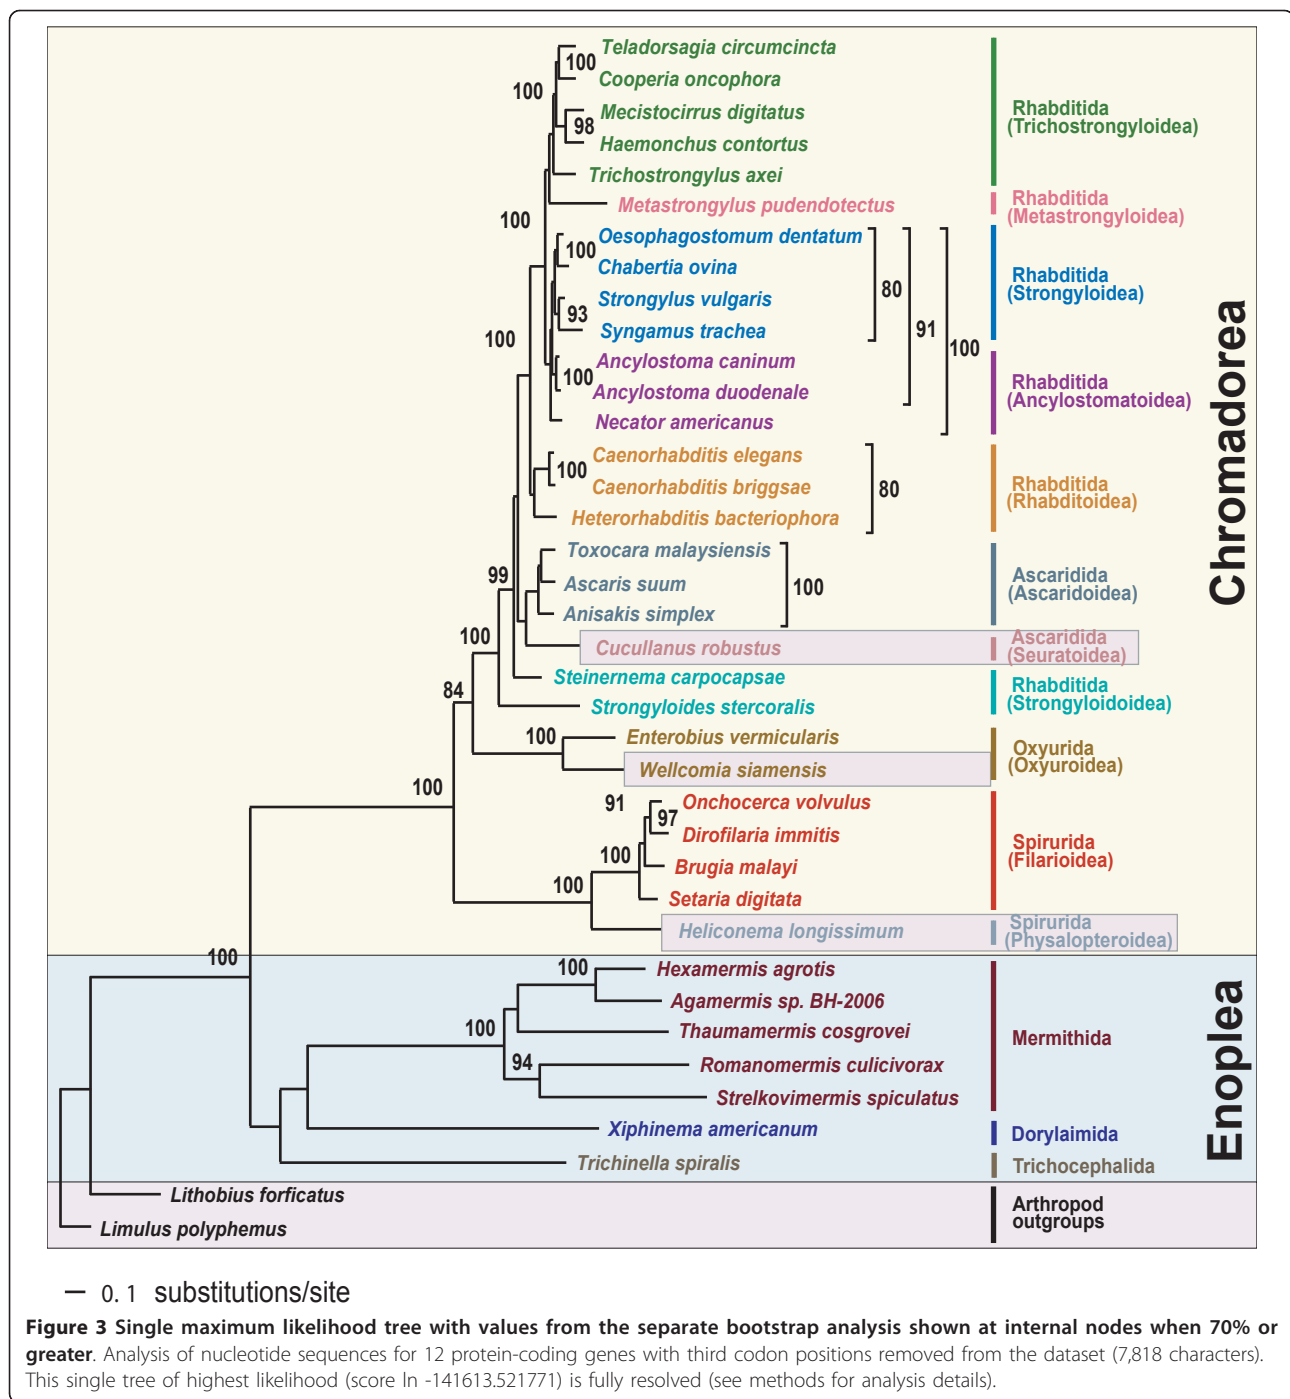 Teladorsagia circumcincta
100
Cooperia oncophora
100
Mecistocirrus digitatus
98
Haemonchus contortus
Trichostrongylus axei
Rhabditida
(Trichostrongyloidea)
Metastrongylus pudendotectus
Rhabditida
(Metastrongyloidea)
100
Oesophagostomum dentatum
100
Chabertia ovina
Strongylus vulgaris
93
Syngamus trachea
80
Rhabditida
(Strongyloidea)
91
100
100
Ancylostoma caninum
100
Ancylostoma duodenale
Necator americanus
Rhabditida
(Ancylostomatoidea)
Caenorhabditis elegans
100
Caenorhabditis briggsae
Heterorhabditis bacteriophora
80
Rhabditida
(Rhabditoidea)
Chromadorea
Toxocara malaysiensis
Ascaris suum
Anisakis simplex
100
Ascaridida
(Ascaridoidea)
99
Cucullanus robustus
Ascaridida
(Seuratoidea)
100
Steinernema carpocapsae
Strongyloides stercoralis
Rhabditida
(Strongyloidoidea)
84
100
Enterobius vermicularis
Wellcomia siamensis
Oxyurida
(Oxyuroidea)
100
91
Onchocerca volvulus
97
Dirofilaria immitis
100
Brugia malayi
Setaria digitata
Spirurida
(Filarioidea)
100
Heliconema longissimum
Spirurida
(Physalopteroidea)
100
100
Hexamermis agrotis
Agamermis sp. BH-2006
100
Thaumamermis cosgrovei
94
Romanomermis culicivorax
Strelkovimermis spiculatus
Mermithida
Enoplea
Xiphinema americanum
Dorylaimida
Trichinella spiralis
Trichocephalida
Lithobius forficatus
Limulus polyphemus
Arthropod
outgroups
0. 1 substitutions/site
Figure 3 Single maximum likelihood tree with values from the separate bootstrap analysis shown at internal nodes when 70% or
greater. Analysis of nucleotide sequences for 12 protein-coding genes with third codon positions removed from the dataset (7,818 characters).
This single tree of highest likelihood (score ln -141613.521771) is fully resolved (see methods for analysis details).